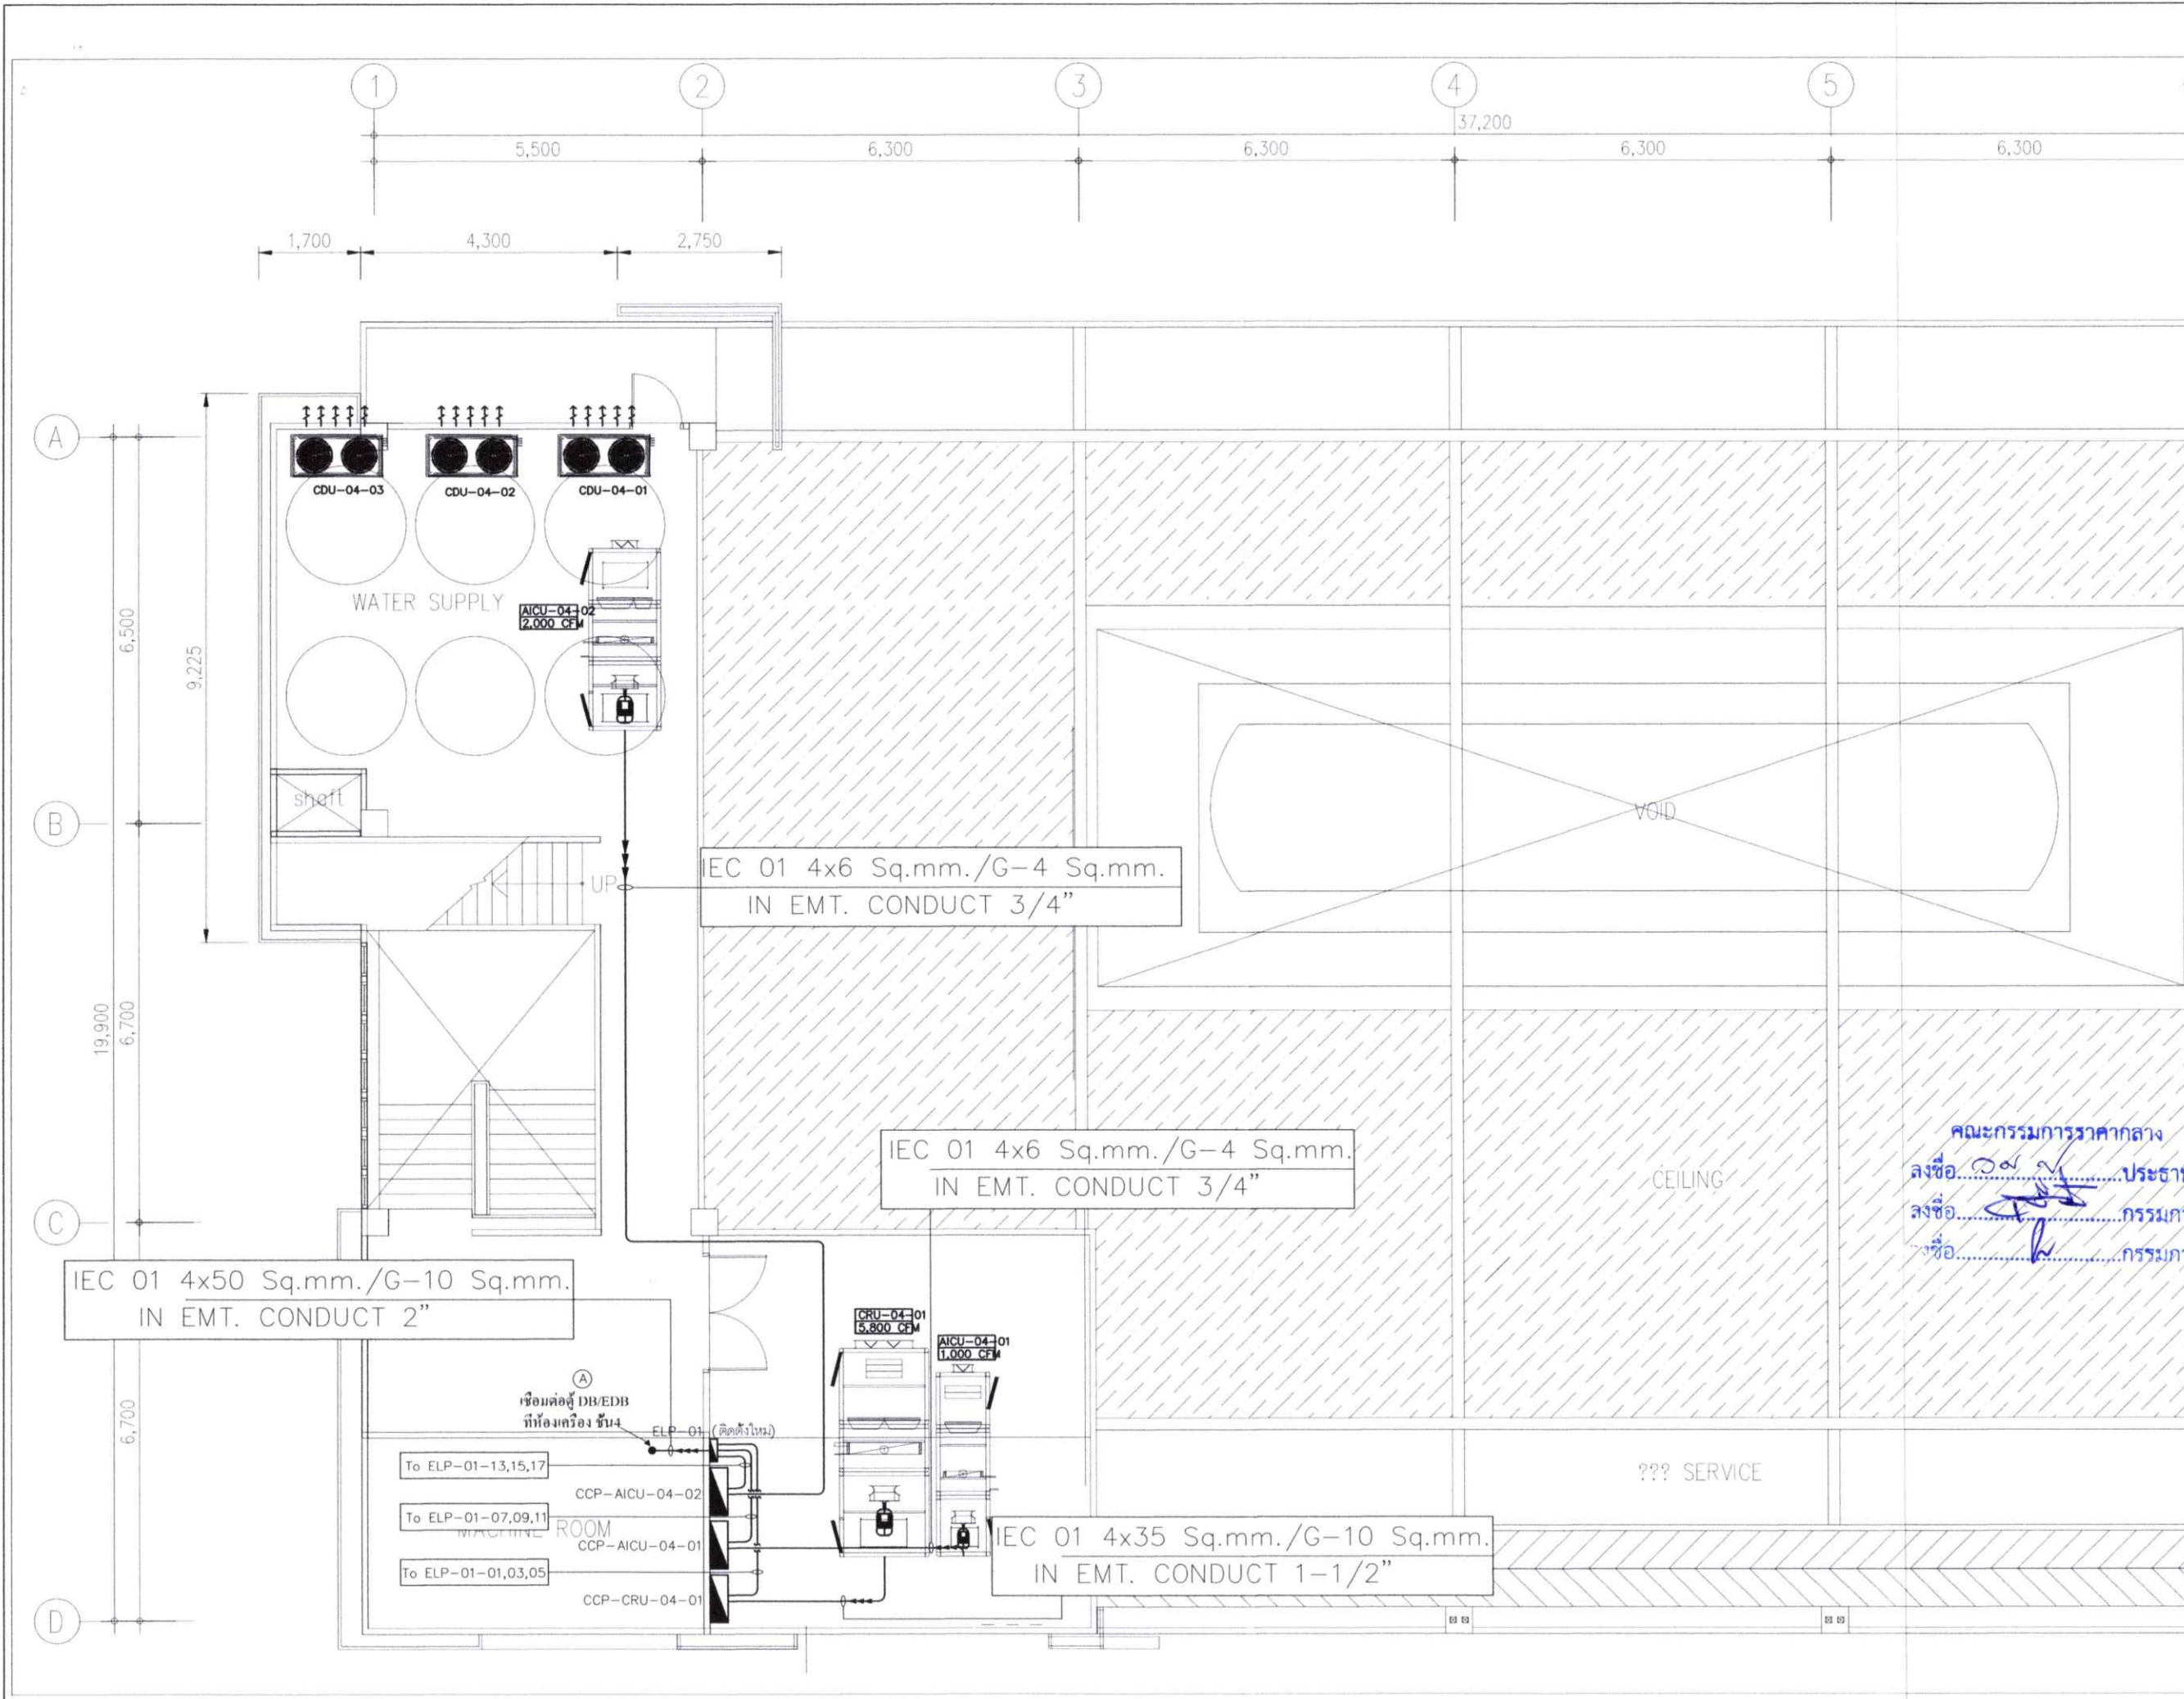 1
2
3
4
5
37,200
5,500
6,300
6,300
6,300
6,300
1,700
4,300
2,750
A
CDU-04-03
CDU-04-02
CDU-04-01
WATER SUPPLY
AICU-04-02
2,000 CFM
6,500
9,225
shaft
B
VOID
UP
IEC 01 4x6 Sq.mm./G-4 Sq.mm.
IN EMT. CONDUCT 3/4"
19,900
6,700
คณะกรรมการราคากลาง
IEC 01 4x6 Sq.mm./G-4 Sq.mm.
IN EMT. CONDUCT 3/4"
CEILING
ลงชื่อ
ลงชื่อ
C
IEC 01 4x50 Sq.mm./G-10 Sq.mm.
IN EMT. CONDUCT 2"
CRU-04-01
5,800 CFM
AICU-04-01
1,000 CFM
A
เชื่อมต่อตู้ DB/EDB
ที่ห้องเครื่อง ชั้น4
ELP-01 (ติดตั้งใหม่)
6,700
To ELP-01-13,15,17
CCP-AICU-04-02
??? SERVICE
To ELP-01-07,09,11
MACHINE ROOM
CCP-AICU-04-01
IEC 01 4x35 Sq.mm./G-10 Sq.mm.
IN EMT. CONDUCT 1-1/2"
To ELP-01-01,03,05
CCP-CRU-04-01
D